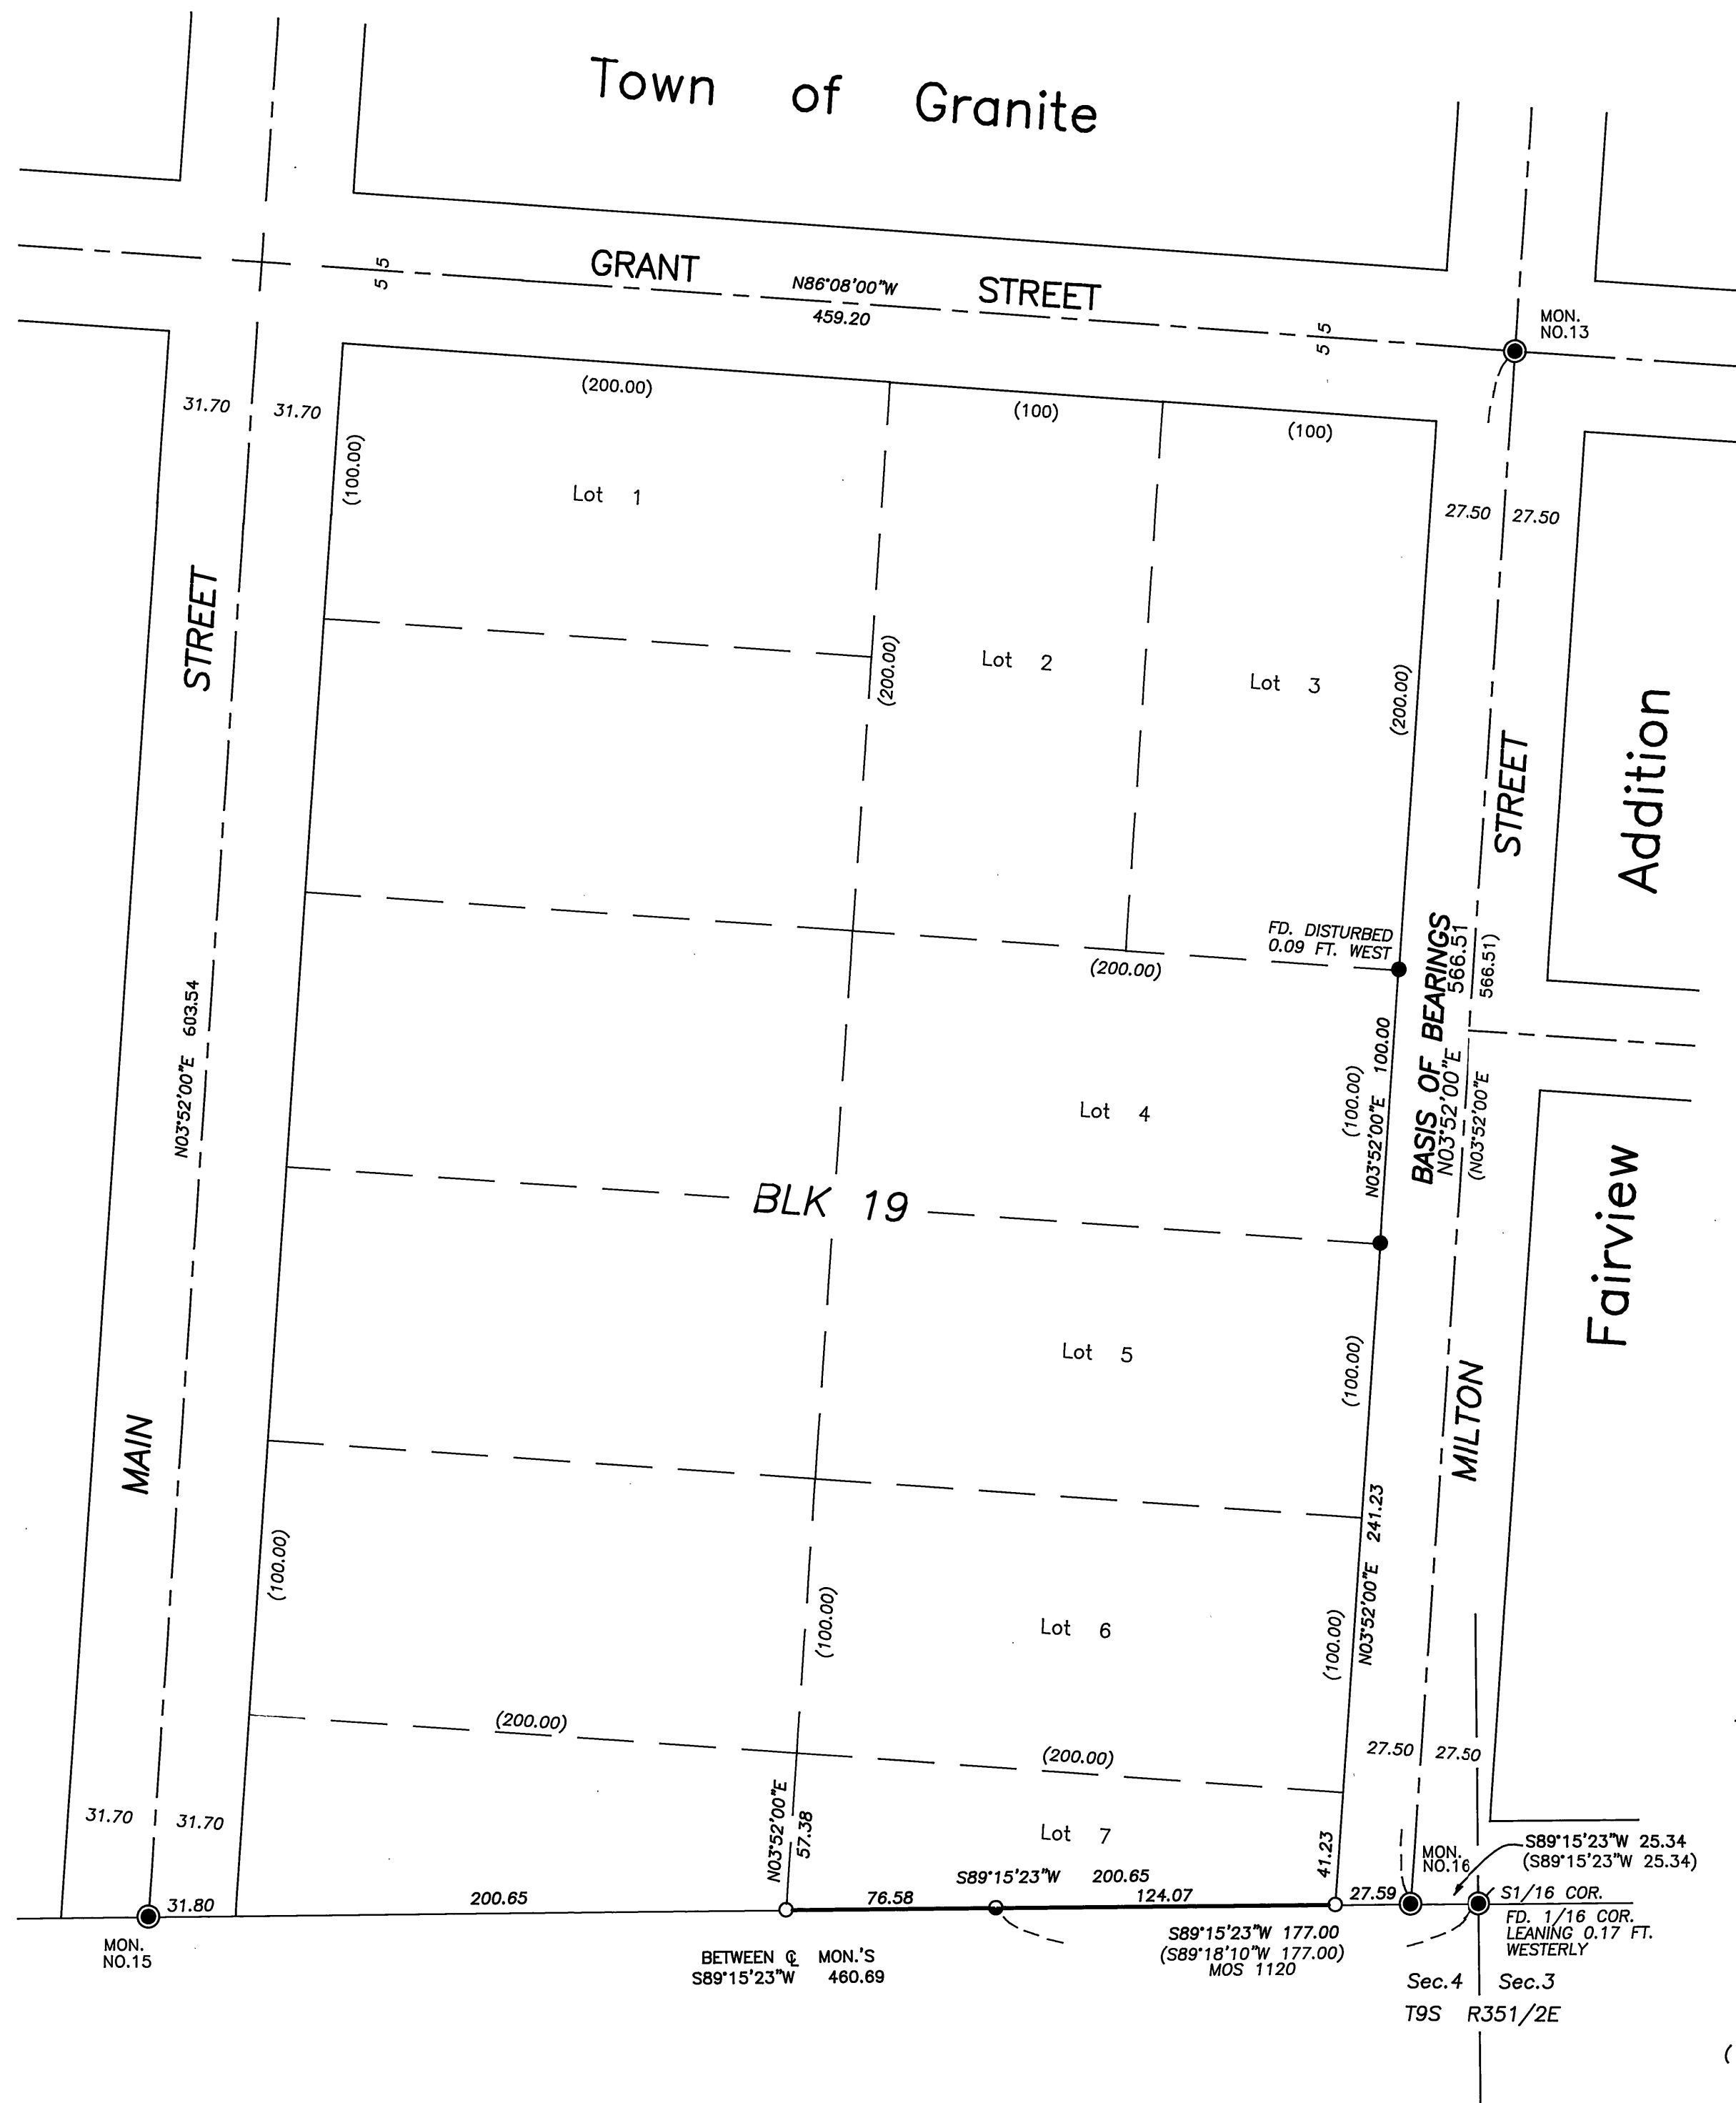 Town of Granite
GRANT STREET
N86°08'00"W
459.20
5 5
5 5
5 5
5 5
MON.
NO.13
31.70
31.70
(200.00)
(100)
(100)
(100.00)
Lot 1
27.50
27.50
STREET
(200.00)
Lot 2
Lot 3
(200.00)
STREET
Addition
FD. DISTURBED
0.09 FT. WEST
(200.00)
N03°52'00"E 603.54
Lot 4
(100.00)
N03°52'00"E 100.00
BASIS OF BEARINGS
N03°52'00"E 566.51
(N03°52'00"E 566.51)
BLK 19
Fairview
Lot 5
(100.00)
MAIN
MILTON
(100.00)
(100.00)
Lot 6
(100.00)
N03°52'00"E 241.23
(200.00)
(200.00)
27.50
27.50
31.70
31.70
N03°52'00"E
57.38
Lot 7
41.23
MON.
NO.16
S89°15'23"W 25.34
(S89°15'23"W 25.34)
S89°15'23"W 200.65
31.80
200.65
76.58
124.07
27.59
S1/16 COR.
FD. 1/16 COR.
LEANING 0.17 FT.
WESTERLY
MON.
NO.15
BETWEEN ℄ MON.'S
S89°15'23"W 460.69
S89°15'23"W 177.00
(S89°18'10"W 177.00)
MOS 1120
Sec.4 Sec.3
T9S R351/2E
(